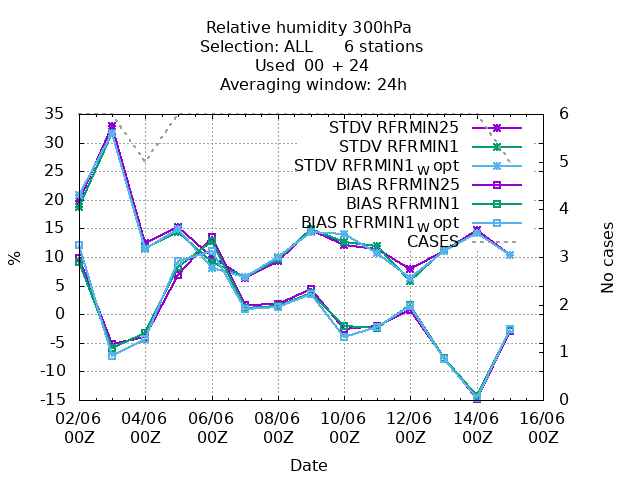 Relative humidity 300hPa
Selection: ALL 6 stations
Used 00 + 24
Averaging window: 24h
35
30
25
20
15
10
5
0
-5
-10
-15
%
6
5
4
3
2
1
0
No cases
STDV RFRMIN25
STDV RFRMIN1
STDV RFRMIN1W opt
BIAS RFRMIN25
BIAS RFRMIN1
BIAS RFRMIN1W opt
CASES
02/06 04/06 06/06 08/06 10/06 12/06 14/06 16/06
00Z 00Z 00Z 00Z 00Z 00Z 00Z 00Z
Date